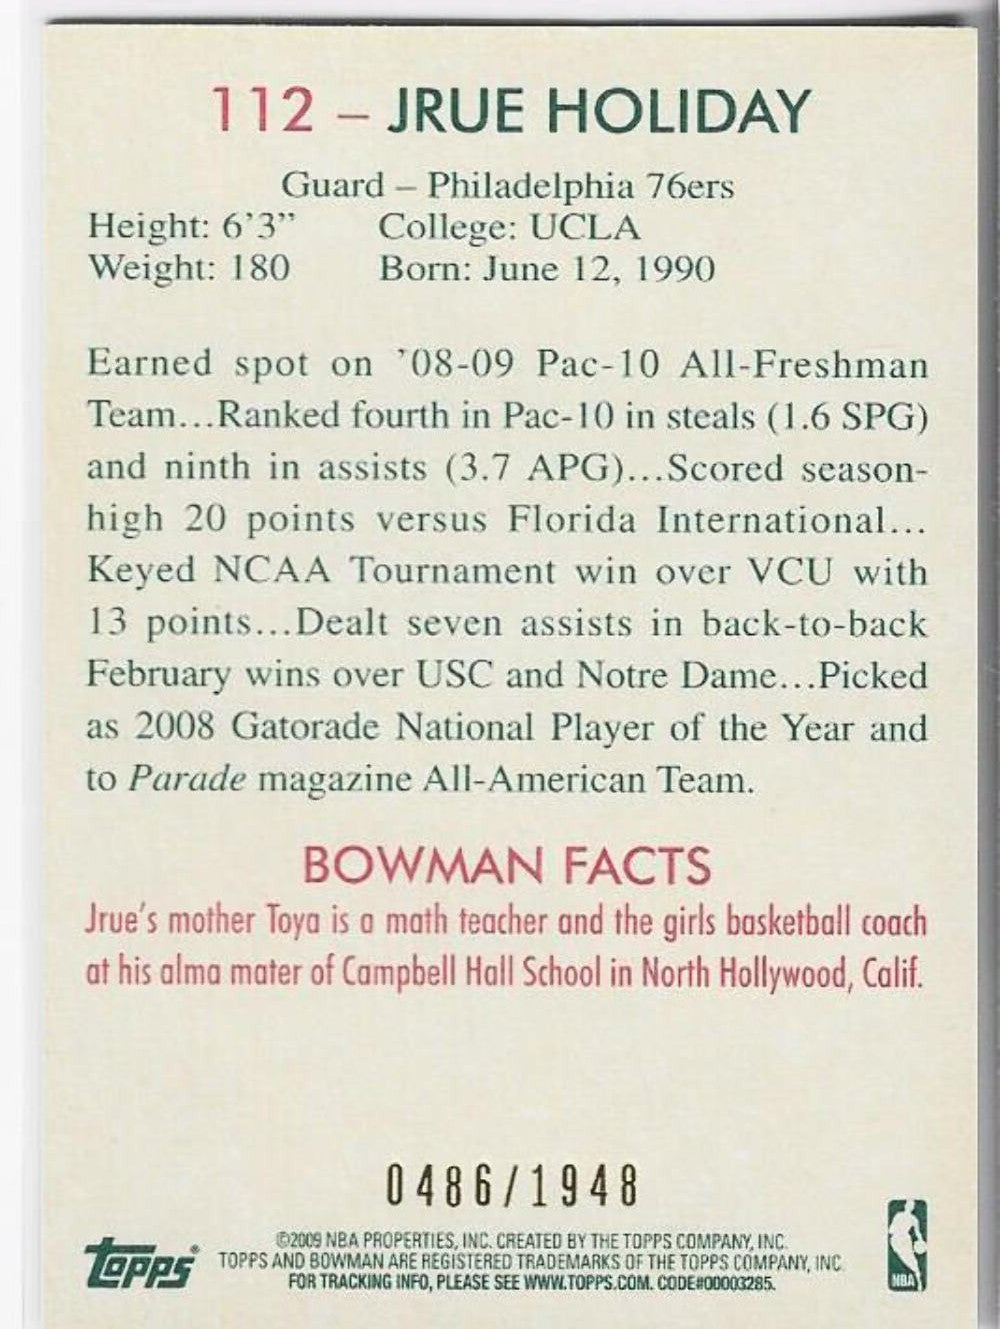 112 – JRUE HOLIDAY
Guard – Philadelphia 76ers
Height: 6’3” College: UCLA
Weight: 180 Born: June 12, 1990
Earned spot on ’08-09 Pac-10 All-Freshman
Team...Ranked fourth in Pac-10 in steals (1.6 SPG)
and ninth in assists (3.7 APG)...Scored season-
high 20 points versus Florida International...
Keyed NCAA Tournament win over VCU with
13 points...Dealt seven assists in back-to-back
February wins over USC and Notre Dame...Picked
as 2008 Gatorade National Player of the Year and
to Parade magazine All-American Team.
BOWMAN FACTS
Jrue’s mother Toya is a math teacher and the girls basketball coach
at his alma mater of Campbell Hall School in North Hollywood, Calif.
0486/1948
©2009 NBA PROPERTIES, INC. CREATED BY THE TOPPS COMPANY, INC.
TOPPS AND BOWMAN ARE REGISTERED TRADEMARKS OF THE TOPPS COMPANY, INC
FOR TRACKING INFO, PLEASE SEE WWW.TOPPS.COM. CODE#00003285.
TOPPS®
NBA